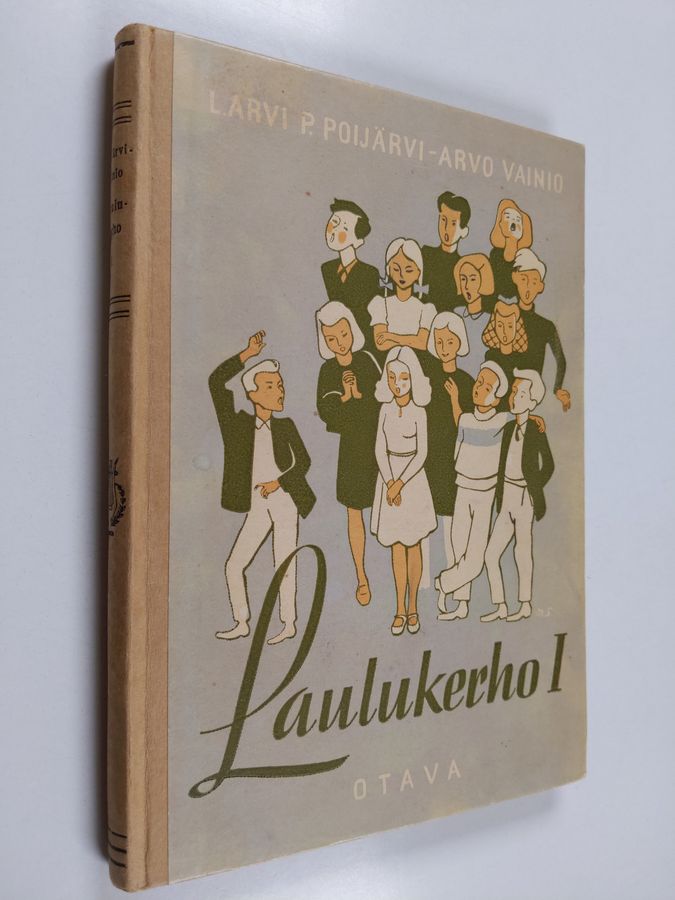 L. ARVI P. POIJÄRVI - ARVO VAINIO
Laulukerho I
OTAVA